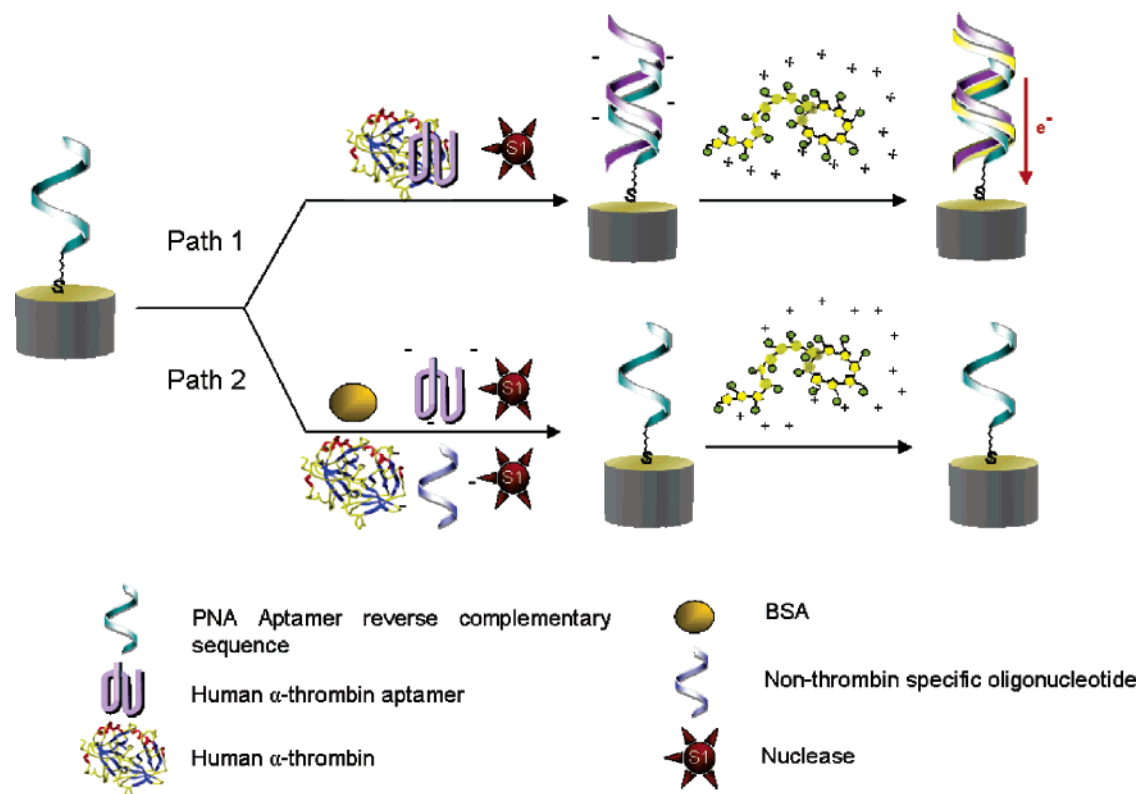 S1
e-
S
S
S
Path 1
S
Path 2
S1
S1
S
S
PNA Aptamer reverse complementary
sequence
BSA
Human α-thrombin aptamer
Non-thrombin specific oligonucleotide
Human α-thrombin
S1
Nuclease